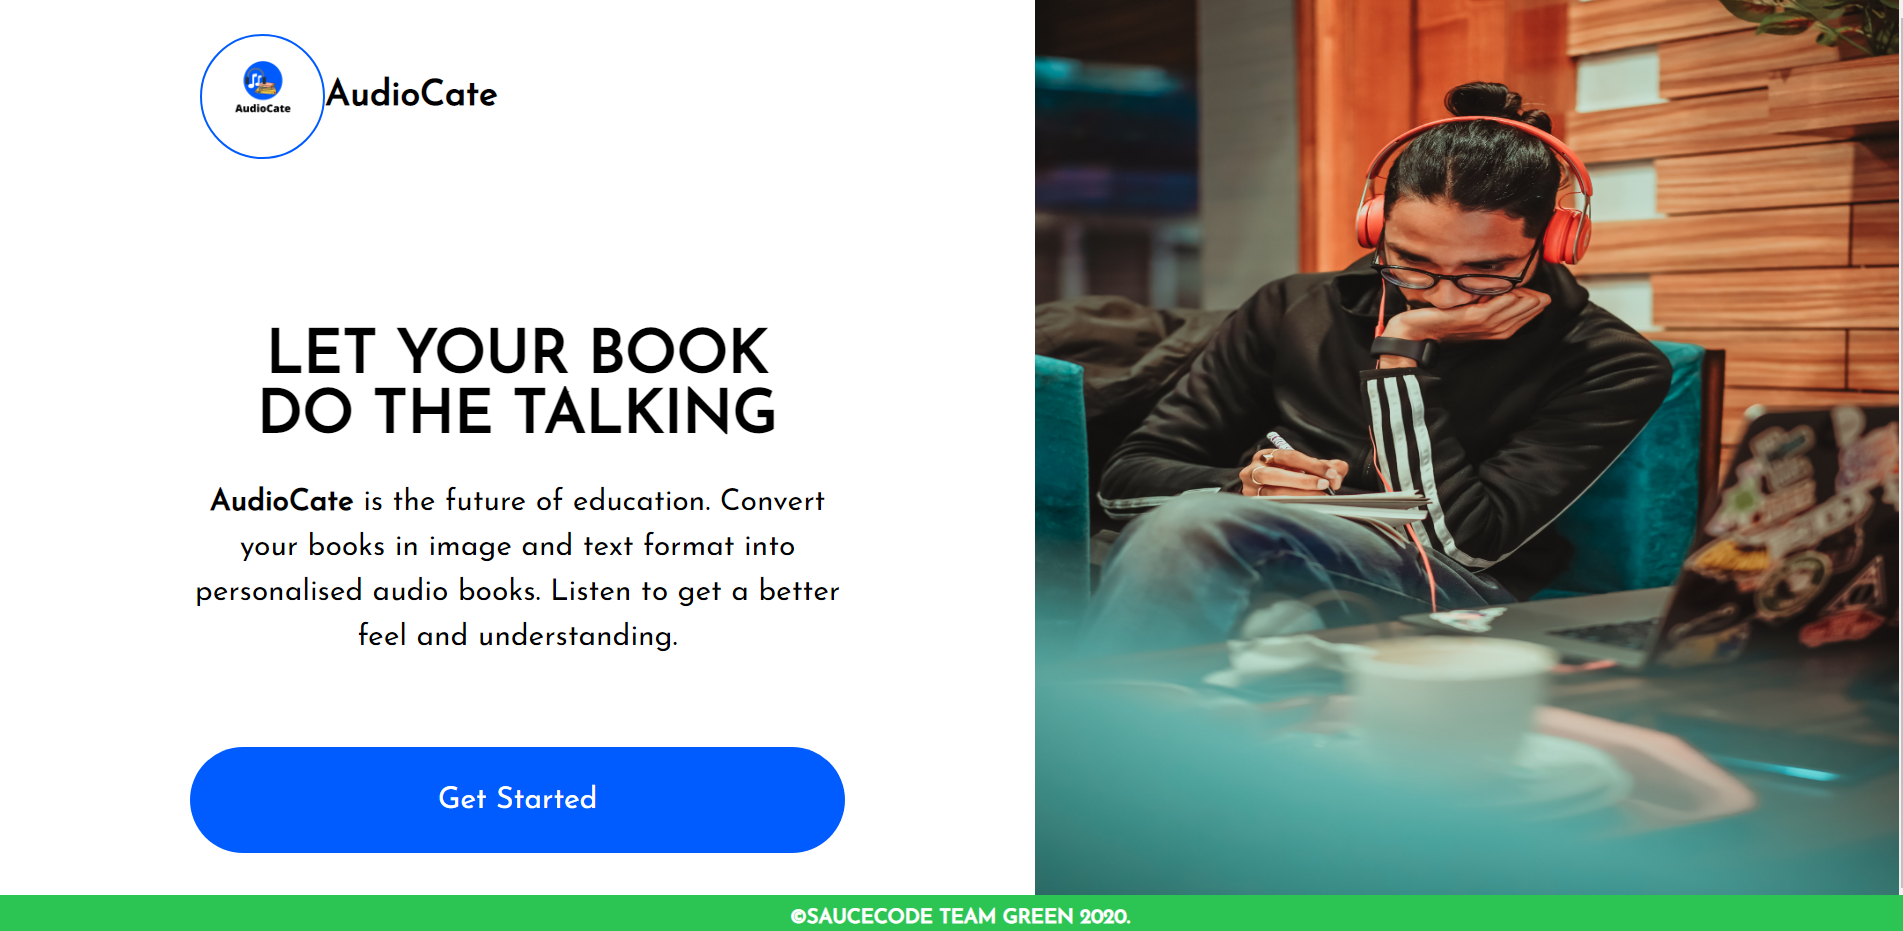 AudioCate
AudioCate
LET YOUR BOOK
DO THE TALKING
AudioCate is the future of education. Convert
your books in image and text format into
personalised audio books. Listen to get a better
feel and understanding.
Get Started
©SAUCECODE TEAM GREEN 2020.